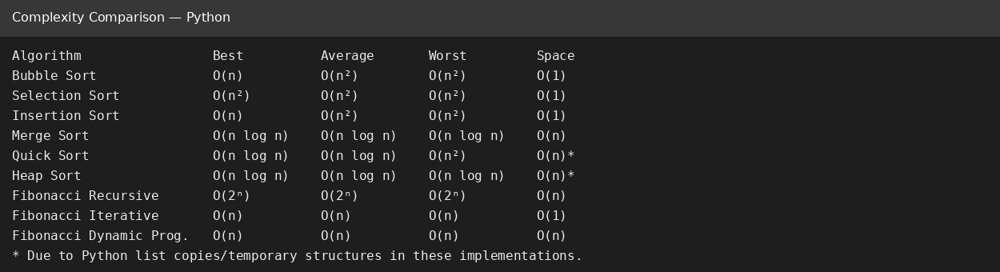 Complexity Comparison — Python
Algorithm Best Average Worst Space
Bubble Sort O(n) O(n²) O(n²) O(1)
Selection Sort O(n²) O(n²) O(n²) O(1)
Insertion Sort O(n) O(n²) O(n²) O(1)
Merge Sort O(n log n) O(n log n) O(n log n) O(n)
Quick Sort O(n log n) O(n log n) O(n²) O(n)*
Heap Sort O(n log n) O(n log n) O(n log n) O(n)*
Fibonacci Recursive O(2ⁿ) O(2ⁿ) O(2ⁿ) O(n)
Fibonacci Iterative O(n) O(n) O(n) O(1)
Fibonacci Dynamic Prog. O(n) O(n) O(n) O(n)
* Due to Python list copies/temporary structures in these implementations.